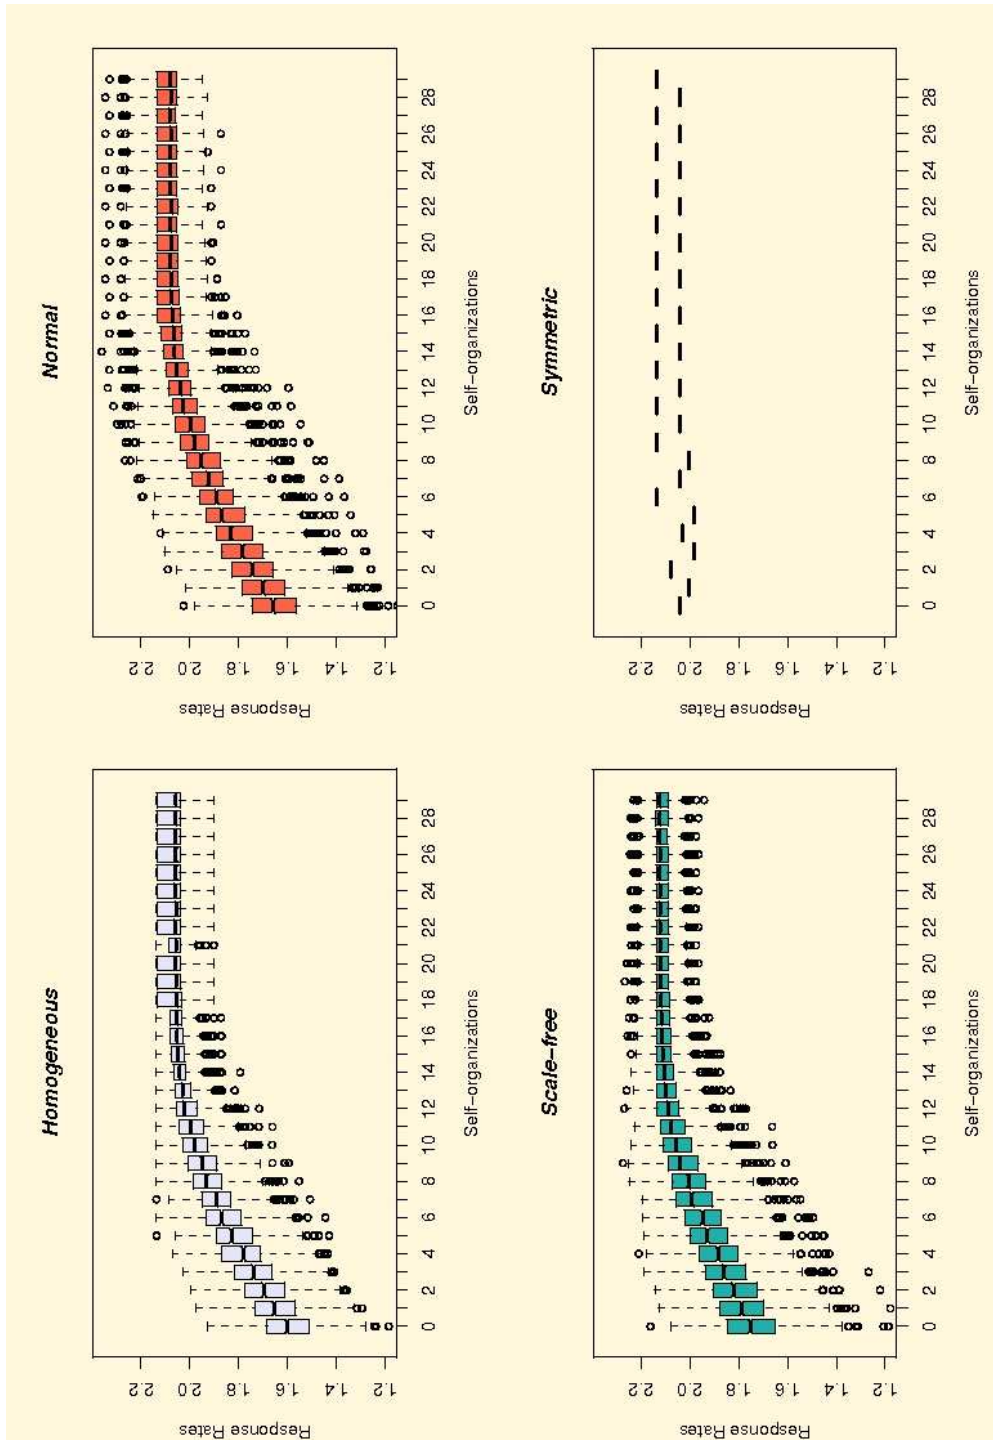 Homogeneous
Response Rates
1.2 1.4 1.6 1.8 2.0 2.2
0 2 4 6 8 10 12 14 16 18 20 22 24 26 28
Self-organizations
Normal
Response Rates
1.2 1.4 1.6 1.8 2.0 2.2
0 2 4 6 8 10 12 14 16 18 20 22 24 26 28
Self-organizations
Scale-free
Response Rates
1.2 1.4 1.6 1.8 2.0 2.2
0 2 4 6 8 10 12 14 16 18 20 22 24 26 28
Self-organizations
Symmetric
Response Rates
1.2 1.4 1.6 1.8 2.0 2.2
0 2 4 6 8 10 12 14 16 18 20 22 24 26 28
Self-organizations